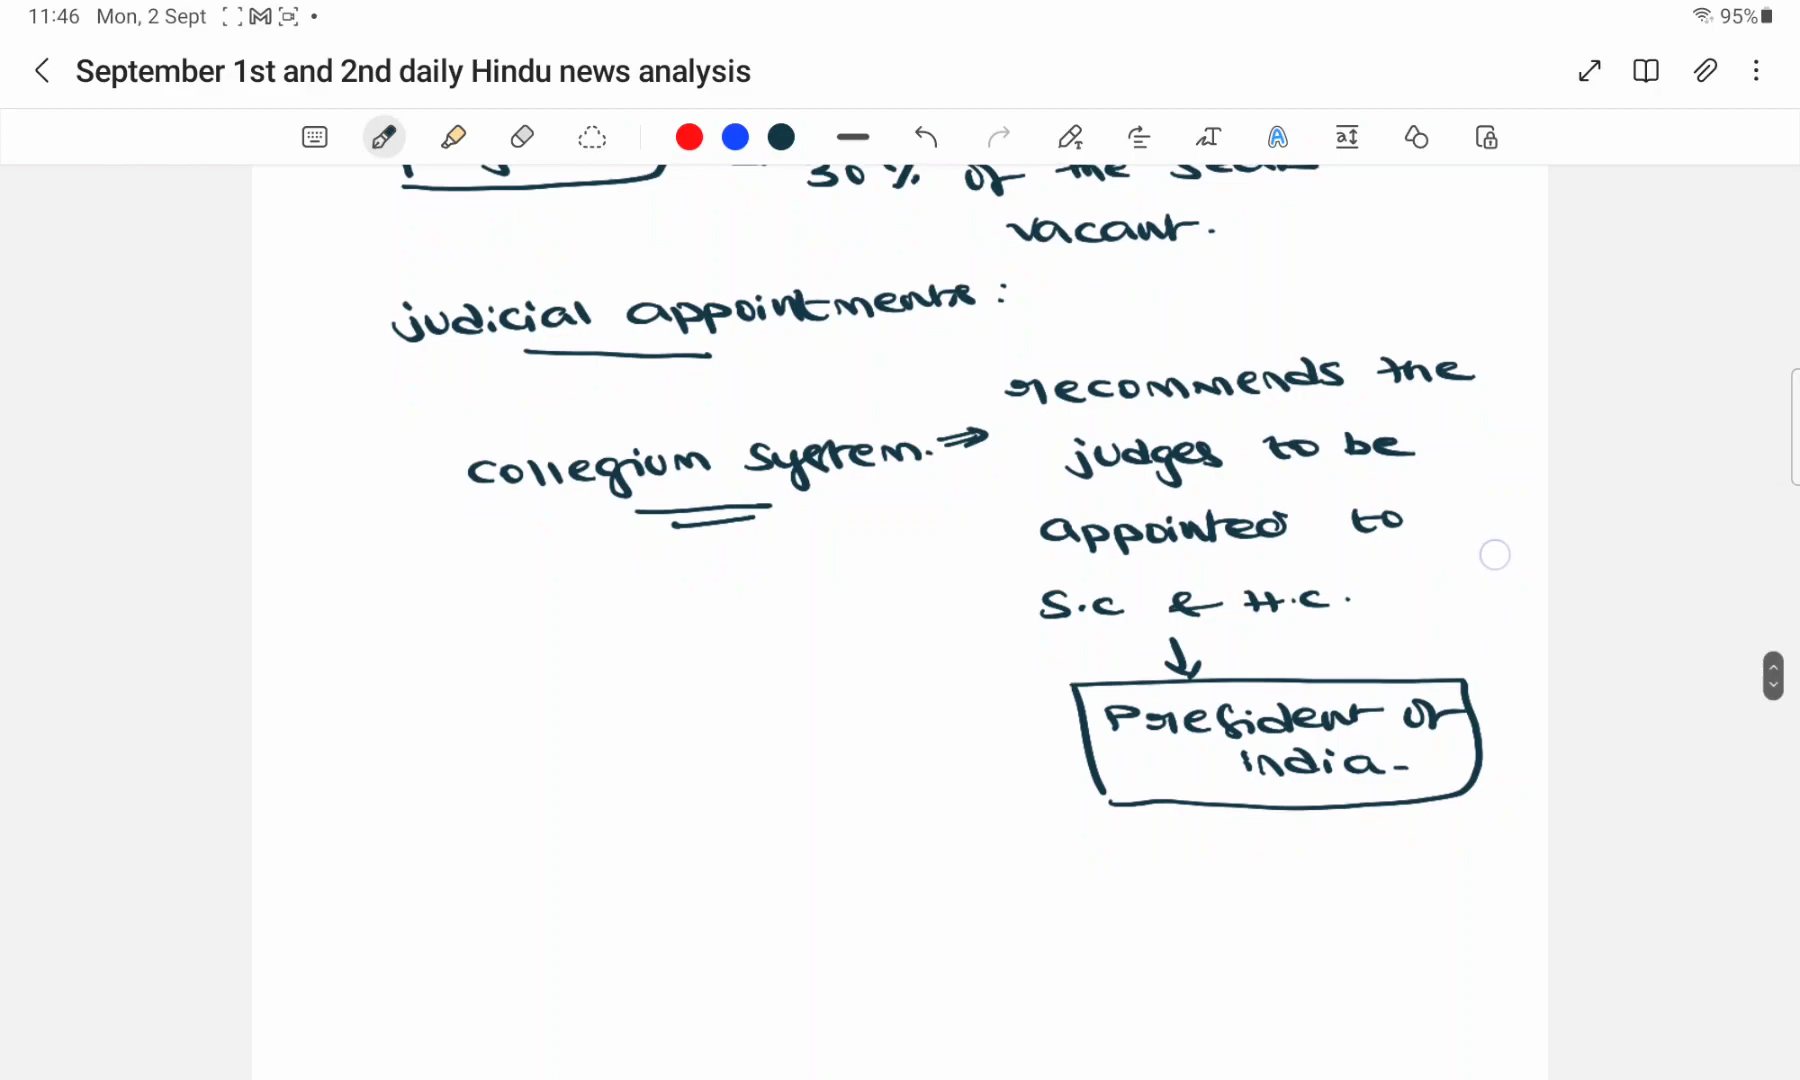 11:46 Mon, 2 Sept 95%
September 1st and 2nd daily Hindu news analysis
30% of the
vacant.
judicial appointments:
recommends the
collegium system. ⇒ judges to be
appointed to
S.C & H.C.
↓
President of
india-